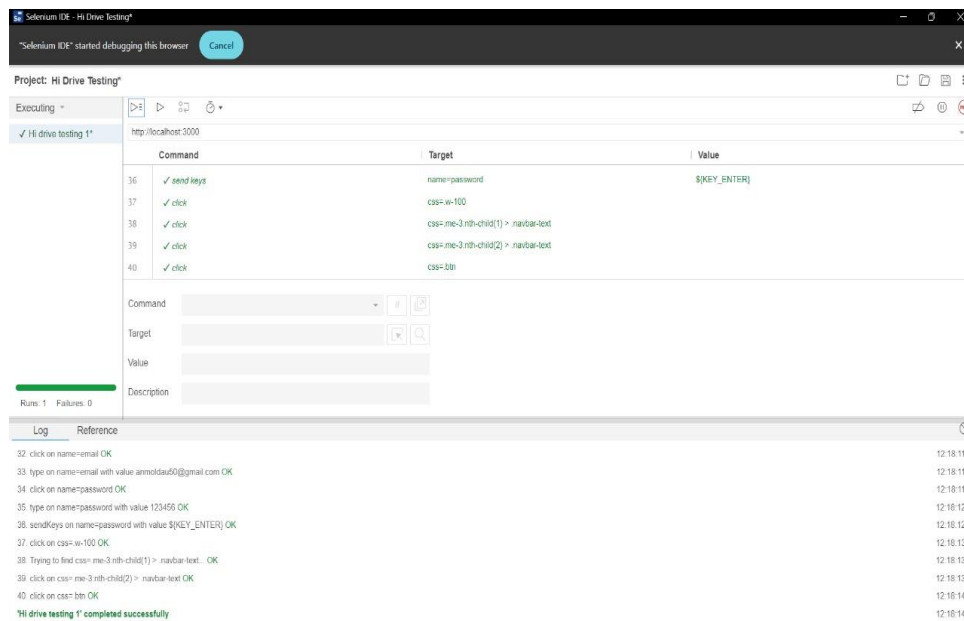 Selenium IDE - Hi Drive Testing*
"Selenium IDE" started debugging this browser Cancel
Project: Hi Drive Testing*
Executing
✓ Hi drive testing 1*
http://localhost:3000
Command Target Value
36 ✓ send keys name=password ${KEY_ENTER}
37 ✓ click css=.w-100
38 ✓ click css=.me-3:nth-child(1) > .navbar-text
39 ✓ click css=.me-3:nth-child(2) > .navbar-text
40 ✓ click css=.btn
Command
Target
Value
Description
Runs: 1 Failures: 0
Log Reference
32. click on name=email OK 12:18:11
33. type on name=email with value anmoldau50@gmail.com OK 12:18:11
34. click on name=password OK 12:18:11
35. type on name=password with value 123456 OK 12:18:12
36. sendKeys on name=password with value ${KEY_ENTER} OK 12:18:12
37. click on css=.w-100 OK 12:18:13
38. Trying to find css=.me-3:nth-child(1) > .navbar-text... OK 12:18:13
39. click on css=.me-3:nth-child(2) > .navbar-text OK 12:18:13
40. click on css=.btn OK 12:18:14
'Hi drive testing 1' completed successfully 12:18:14